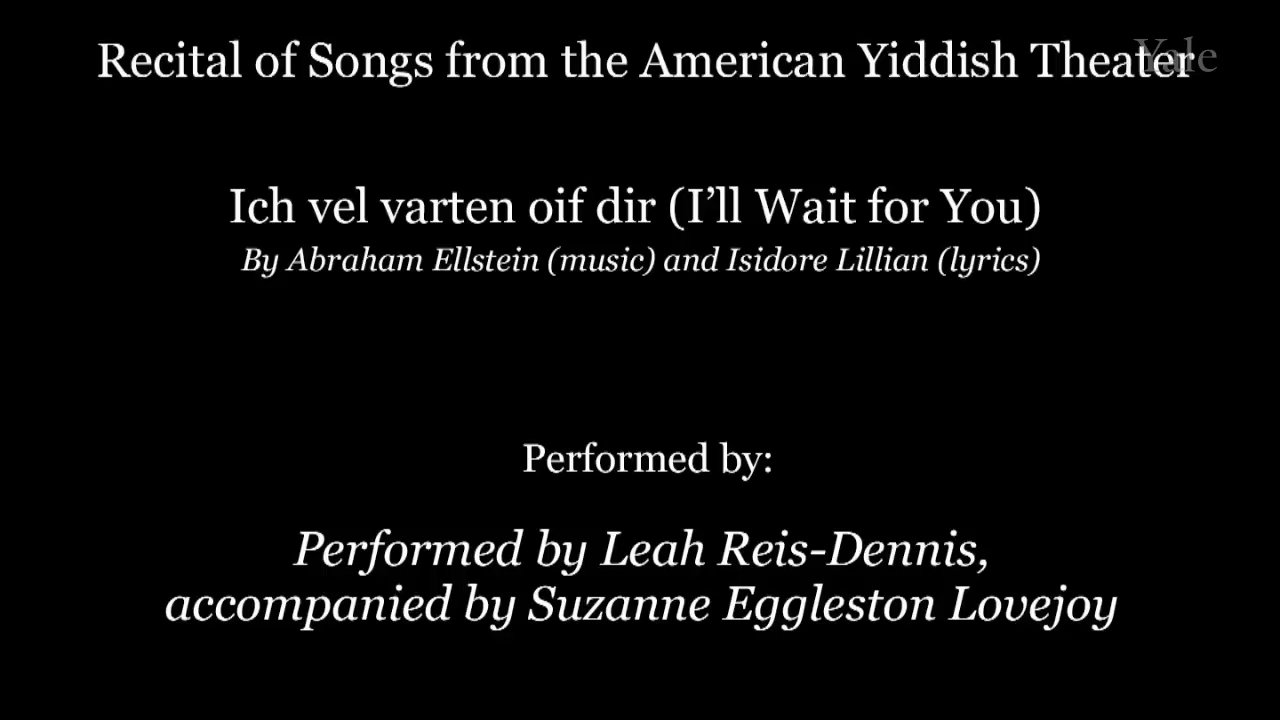 Recital of Songs from the American Yiddish Theater
Yale
Ich vel varten oif dir (I’ll Wait for You)
By Abraham Ellstein (music) and Isidore Lillian (lyrics)
Performed by:
Performed by Leah Reis-Dennis,
accompanied by Suzanne Eggleston Lovejoy